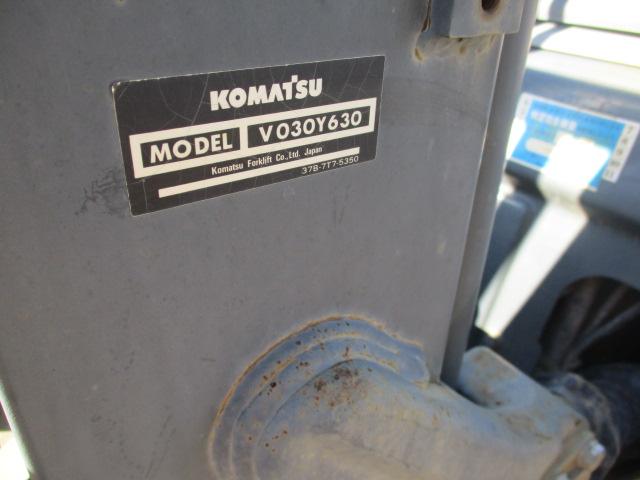 KOMATSU
MODEL V030Y630
Komatsu Forklift Co.,Ltd. Japan
37B-7T7-5350